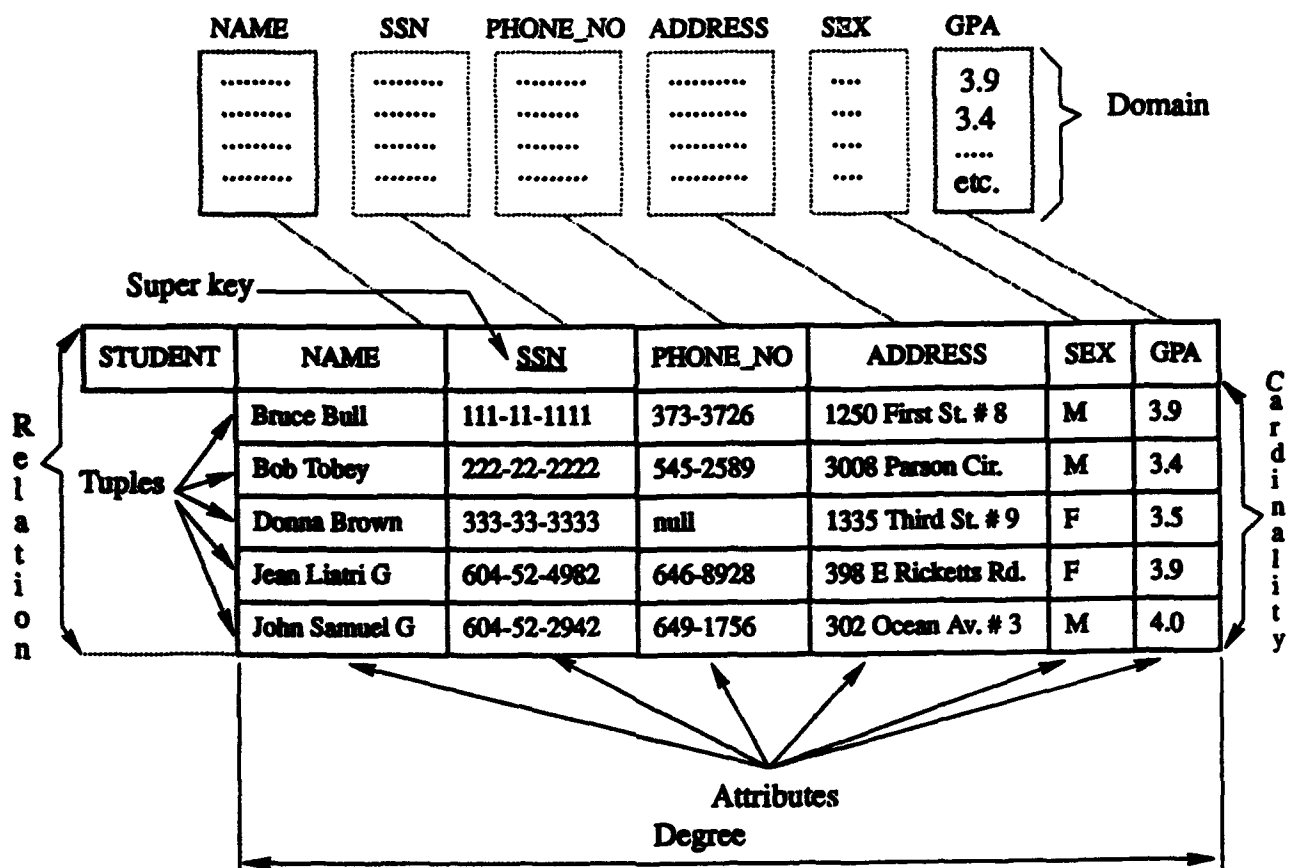 NAME SSN PHONE_NO ADDRESS SEX GPA
......... ......... ........ .......... .... 3.9
......... ......... ........ .......... .... 3.4
......... ......... ........ .......... .... .....
......... ......... ......... .......... .... etc.
Domain
Super key
STUDENT NAME SSN PHONE_NO ADDRESS SEX GPA
Bruce Bull 111-11-1111 373-3726 1250 First St. # 8 M 3.9
Bob Tobey 222-22-2222 545-2589 3008 Parson Cir. M 3.4
Donna Brown 333-33-3333 null 1335 Third St. # 9 F 3.5
Jean Liatri G 604-52-4982 646-8928 398 E Ricketts Rd. F 3.9
John Samuel G 604-52-2942 649-1756 302 Ocean Av. # 3 M 4.0
Relation
Tuples
Cardinality
Attributes
Degree